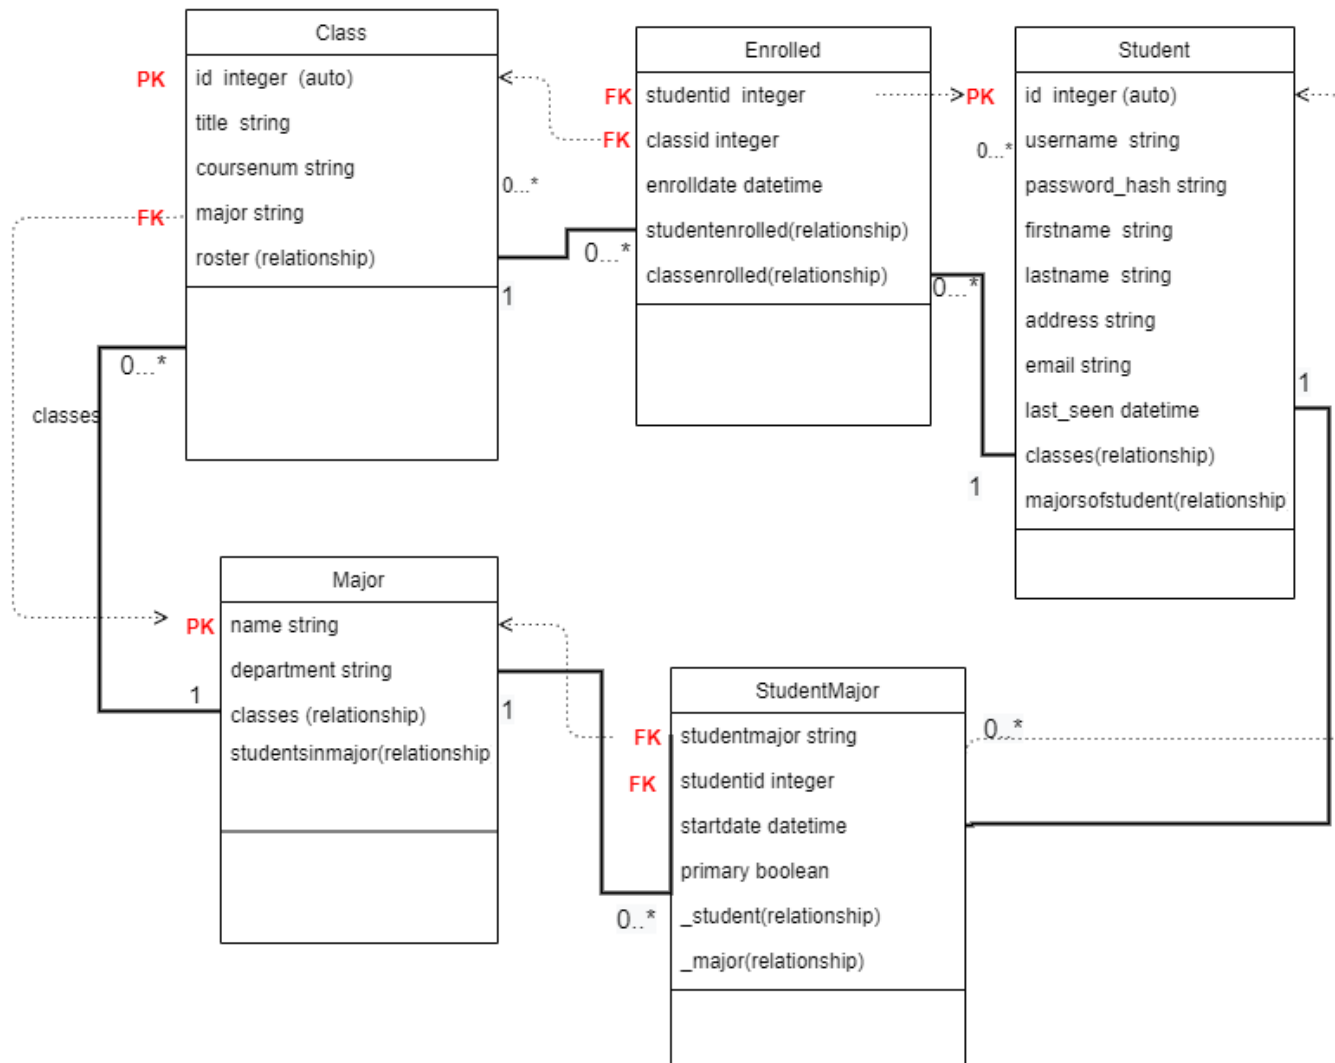 Class
PK
id integer (auto)
title string
coursenum string
FK
major string
roster (relationship)
0...*
1
0...*
classes
Enrolled
FK
studentid integer
FK
classid integer
enrolldate datetime
studentenrolled(relationship)
0...*
classenrolled(relationship)
0...*
Student
PK
id integer (auto)
0...*
username string
password_hash string
firstname string
lastname string
address string
email string
1
last_seen datetime
classes(relationship)
1
majorsofstudent(relationship
Major
PK
name string
department string
1
classes (relationship)
1
studentsinmajor(relationship
StudentMajor
0..*
FK
studentmajor string
FK
studentid integer
startdate datetime
primary boolean
0..*
_student(relationship)
_major(relationship)